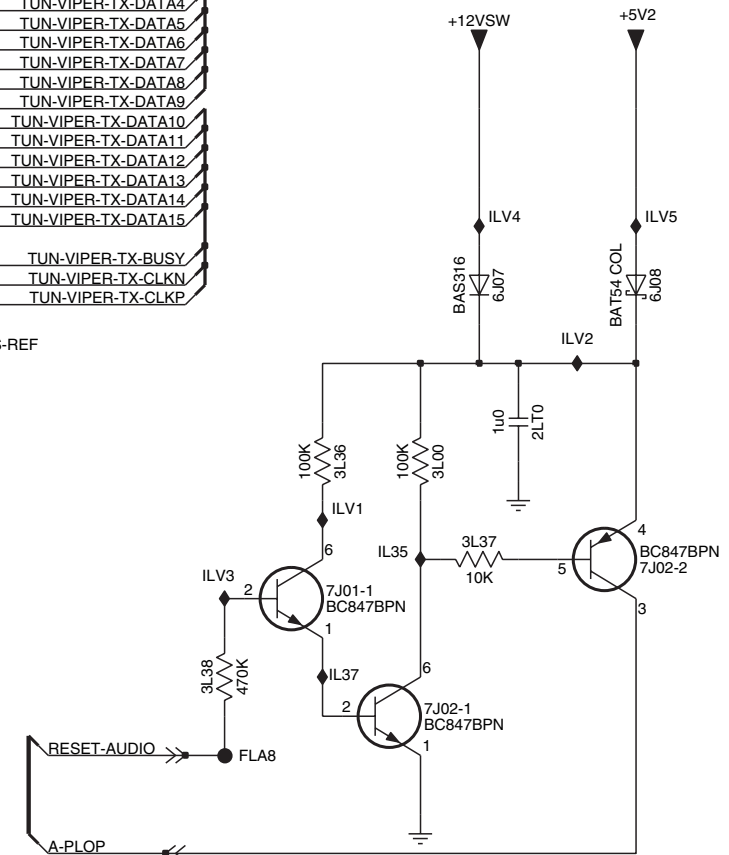 TUN-VIPER-TX-DATA4
TUN-VIPER-TX-DATA5
TUN-VIPER-TX-DATA6
TUN-VIPER-TX-DATA7
TUN-VIPER-TX-DATA8
TUN-VIPER-TX-DATA9
TUN-VIPER-TX-DATA10
TUN-VIPER-TX-DATA11
TUN-VIPER-TX-DATA12
TUN-VIPER-TX-DATA13
TUN-VIPER-TX-DATA14
TUN-VIPER-TX-DATA15
TUN-VIPER-TX-BUSY
TUN-VIPER-TX-CLKN
TUN-VIPER-TX-CLKP
-REF
+12VSW
+5V2
ILV4
ILV5
BAS316
6J07
BAT54 COL
6J08
ILV2
100K
3L36
100K
3L00
1u0
2LT0
ILV1
6
ILV3
2
7J01-1
BC847BPN
1
IL35
3L37
10K
5
4
BC847BPN
7J02-2
3
3L38
470K
IL37
6
2
7J02-1
BC847BPN
1
RESET-AUDIO
FLA8
A-PLOP